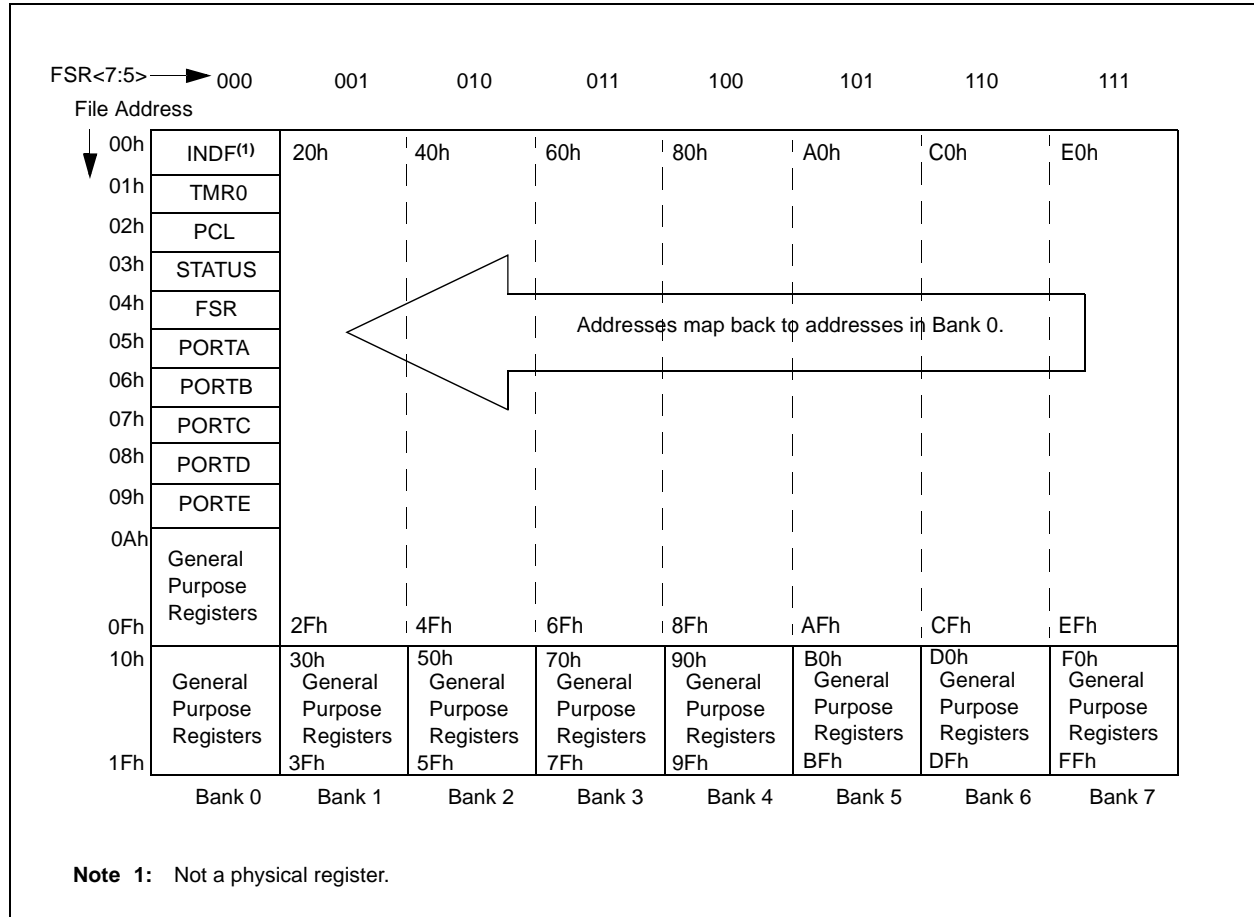 FSR<7:5> 000 001 010 011 100 101 110 111
File Address
00h INDF(1) 20h 40h 60h 80h A0h C0h E0h
01h TMR0
02h PCL
03h STATUS
04h FSR
Addresses map back to addresses in Bank 0.
05h PORTA
06h PORTB
07h PORTC
08h PORTD
09h PORTE
0Ah
General
Purpose
Registers
0Fh 2Fh 4Fh 6Fh 8Fh AFh CFh EFh
10h 30h 50h 70h 90h B0h D0h F0h
General General General General General General General General
Purpose Purpose Purpose Purpose Purpose Purpose Purpose Purpose
Registers Registers Registers Registers Registers Registers Registers Registers
1Fh 3Fh 5Fh 7Fh 9Fh BFh DFh FFh
Bank 0 Bank 1 Bank 2 Bank 3 Bank 4 Bank 5 Bank 6 Bank 7
Note 1: Not a physical register.